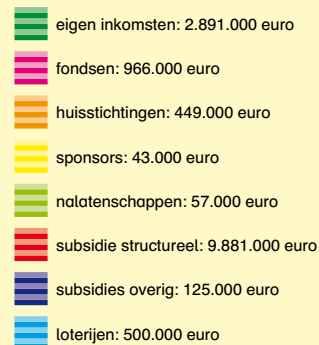 eigen inkomsten: 2.891.000 euro
fondsen: 966.000 euro
huisstichtingen: 449.000 euro
sponsors: 43.000 euro
nalatenschappen: 57.000 euro
subsidie structureel: 9.881.000 euro
subsidies overig: 125.000 euro
loterijen: 500.000 euro